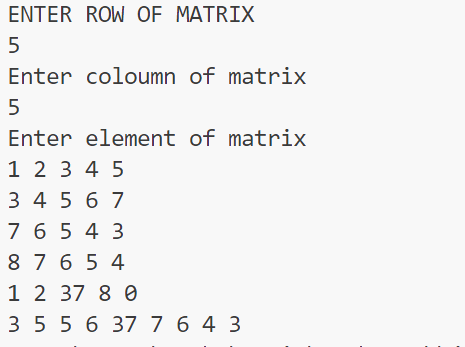 ENTER ROW OF MATRIX
5
Enter coloumn of matrix
5
Enter element of matrix
1 2 3 4 5
3 4 5 6 7
7 6 5 4 3
8 7 6 5 4
1 2 37 8 0
3 5 5 6 37 7 6 4 3